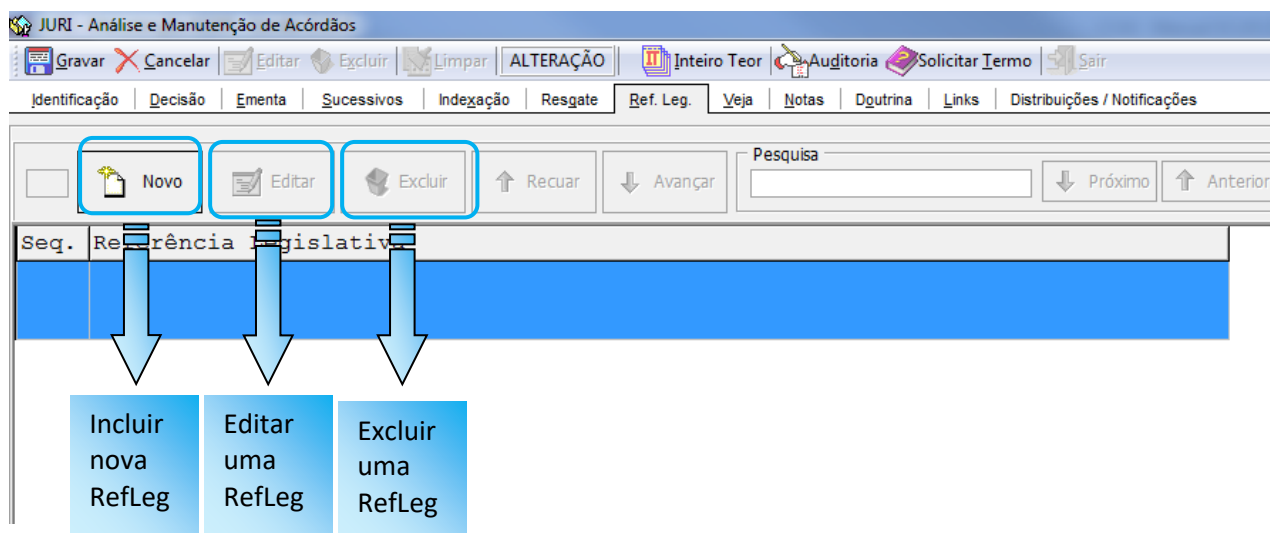 JURI - Análise e Manutenção de Acórdãos
Gravar Cancelar Editar Excluir Limpar ALTERAÇÃO Inteiro Teor Auditoria Solicitar Termo Sair
Identificação Decisão Ementa Sucessivos Indexação Resgate Ref. Leg. Veja Notas Doutrina Links Distribuições / Notificações
Pesquisa
Novo Editar Excluir Recuar Avançar Próximo Anterior
Seq. Referência Legislativa
Incluir nova RefLeg
Editar uma RefLeg
Excluir uma RefLeg